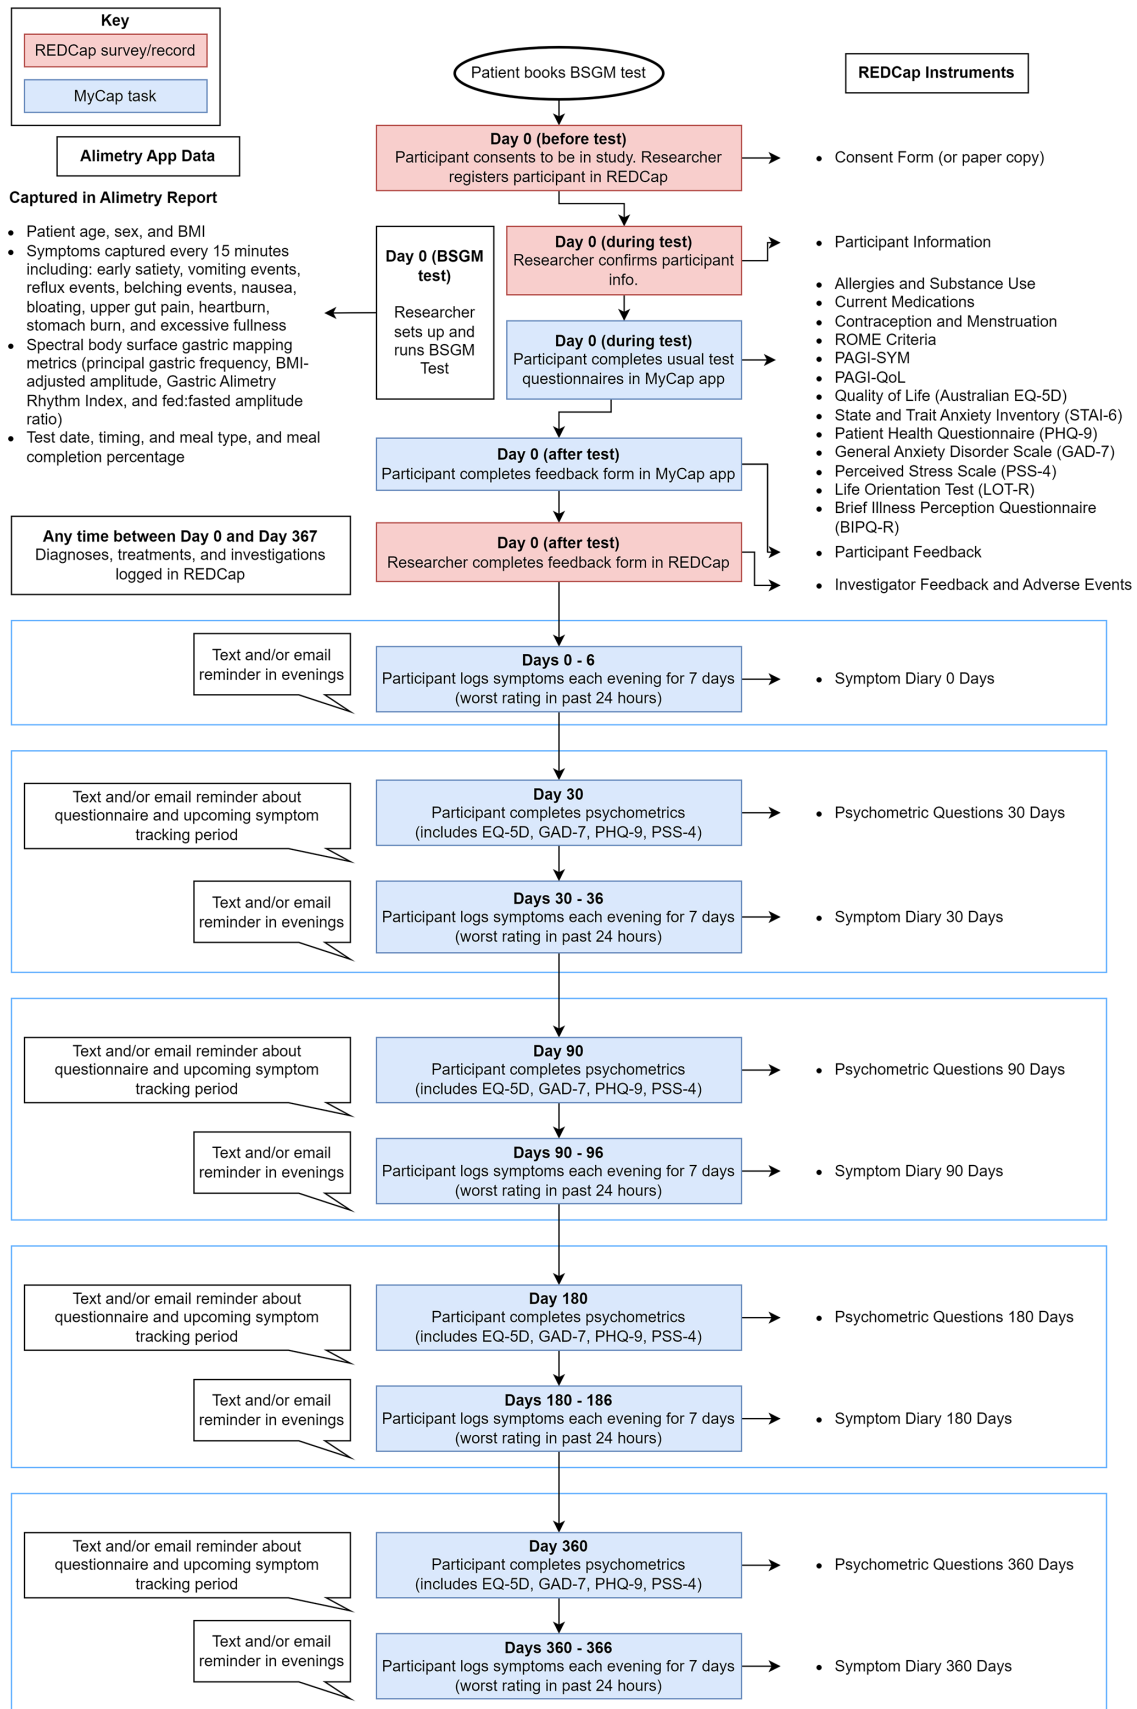 Key
REDCap survey/record
MyCap task
Patient books BSGM test
REDCap Instruments
Alimetry App Data
Day 0 (before test)
Participant consents to be in study. Researcher
registers participant in REDCap
Consent Form (or paper copy)
Captured in Alimetry Report
Patient age, sex, and BMI
Symptoms captured every 15 minutes
including: early satiety, vomiting events,
reflux events, belching events, nausea,
bloating, upper gut pain, heartburn,
stomach burn, and excessive fullness
Spectral body surface gastric mapping
metrics (principal gastric frequency, BMI-
adjusted amplitude, Gastric Alimetry
Rhythm Index, and fed:fasted amplitude
ratio)
Test date, timing, and meal type, and meal
completion percentage
Day 0 (BSGM
test)
Researcher
sets up and
runs BSGM
Test
Day 0 (during test)
Researcher confirms participant
info.
Participant Information
Day 0 (during test)
Participant completes usual test
questionnaires in MyCap app
Allergies and Substance Use
Current Medications
Contraception and Menstruation
ROME Criteria
PAGI-SYM
PAGI-QoL
Quality of Life (Australian EQ-5D)
State and Trait Anxiety Inventory (STAI-6)
Patient Health Questionnaire (PHQ-9)
General Anxiety Disorder Scale (GAD-7)
Perceived Stress Scale (PSS-4)
Life Orientation Test (LOT-R)
Brief Illness Perception Questionnaire
(BIPQ-R)
Day 0 (after test)
Participant completes feedback form in MyCap app
Participant Feedback
Any time between Day 0 and Day 367
Diagnoses, treatments, and investigations
logged in REDCap
Day 0 (after test)
Researcher completes feedback form in REDCap
Investigator Feedback and Adverse Events
Text and/or email
reminder in evenings
Days 0 - 6
Participant logs symptoms each evening for 7 days
(worst rating in past 24 hours)
Symptom Diary 0 Days
Text and/or email reminder about
questionnaire and upcoming symptom
tracking period
Day 30
Participant completes psychometrics
(includes EQ-5D, GAD-7, PHQ-9, PSS-4)
Psychometric Questions 30 Days
Text and/or email
reminder in evenings
Days 30 - 36
Participant logs symptoms each evening for 7 days
(worst rating in past 24 hours)
Symptom Diary 30 Days
Text and/or email reminder about
questionnaire and upcoming symptom
tracking period
Day 90
Participant completes psychometrics
(includes EQ-5D, GAD-7, PHQ-9, PSS-4)
Psychometric Questions 90 Days
Text and/or email
reminder in evenings
Days 90 - 96
Participant logs symptoms each evening for 7 days
(worst rating in past 24 hours)
Symptom Diary 90 Days
Text and/or email reminder about
questionnaire and upcoming symptom
tracking period
Day 180
Participant completes psychometrics
(includes EQ-5D, GAD-7, PHQ-9, PSS-4)
Psychometric Questions 180 Days
Text and/or email
reminder in evenings
Days 180 - 186
Participant logs symptoms each evening for 7 days
(worst rating in past 24 hours)
Symptom Diary 180 Days
Text and/or email reminder about
questionnaire and upcoming symptom
tracking period
Day 360
Participant completes psychometrics
(includes EQ-5D, GAD-7, PHQ-9, PSS-4)
Psychometric Questions 360 Days
Text and/or email
reminder in evenings
Days 360 - 366
Participant logs symptoms each evening for 7 days
(worst rating in past 24 hours)
Symptom Diary 360 Days